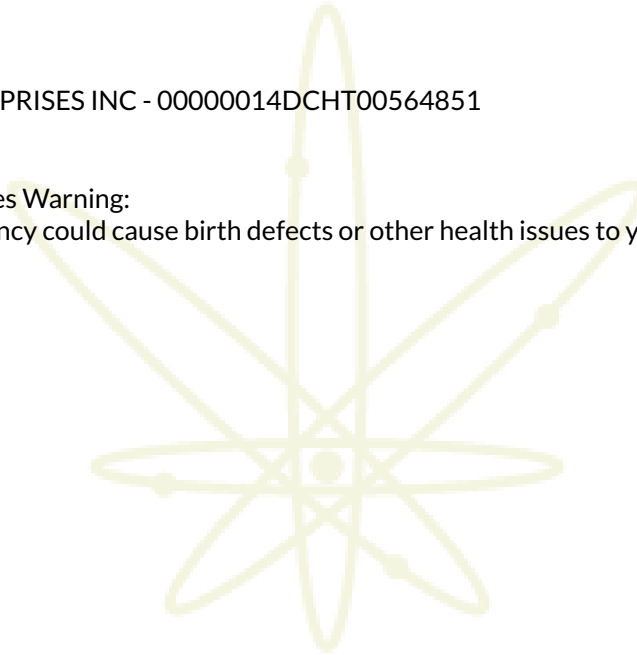 PRISES INC - 00000014DCHT00564851
es Warning:
ncy could cause birth defects or other health issues to y